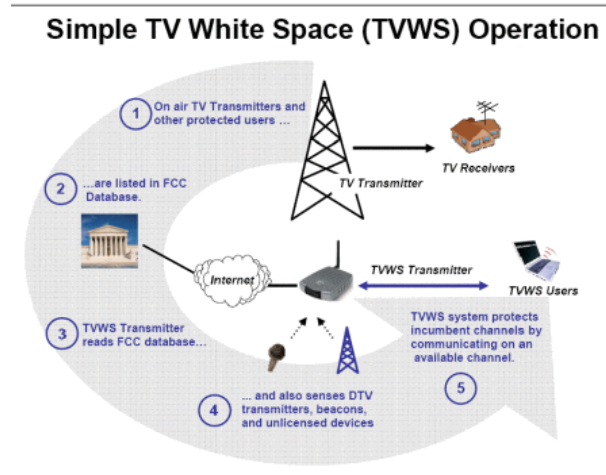 Simple TV White Space (TVWS) Operation
1
On air TV Transmitters and
other protected users ...
TV Transmitter
TV Receivers
2
...are listed in FCC
Database.
Internet
TVWS Transmitter
TVWS Users
3
TVWS Transmitter
reads FCC database...
4
... and also senses DTV
transmitters, beacons,
and unlicensed devices
TVWS system protects
incumbent channels by
communicating on an
available channel.
5